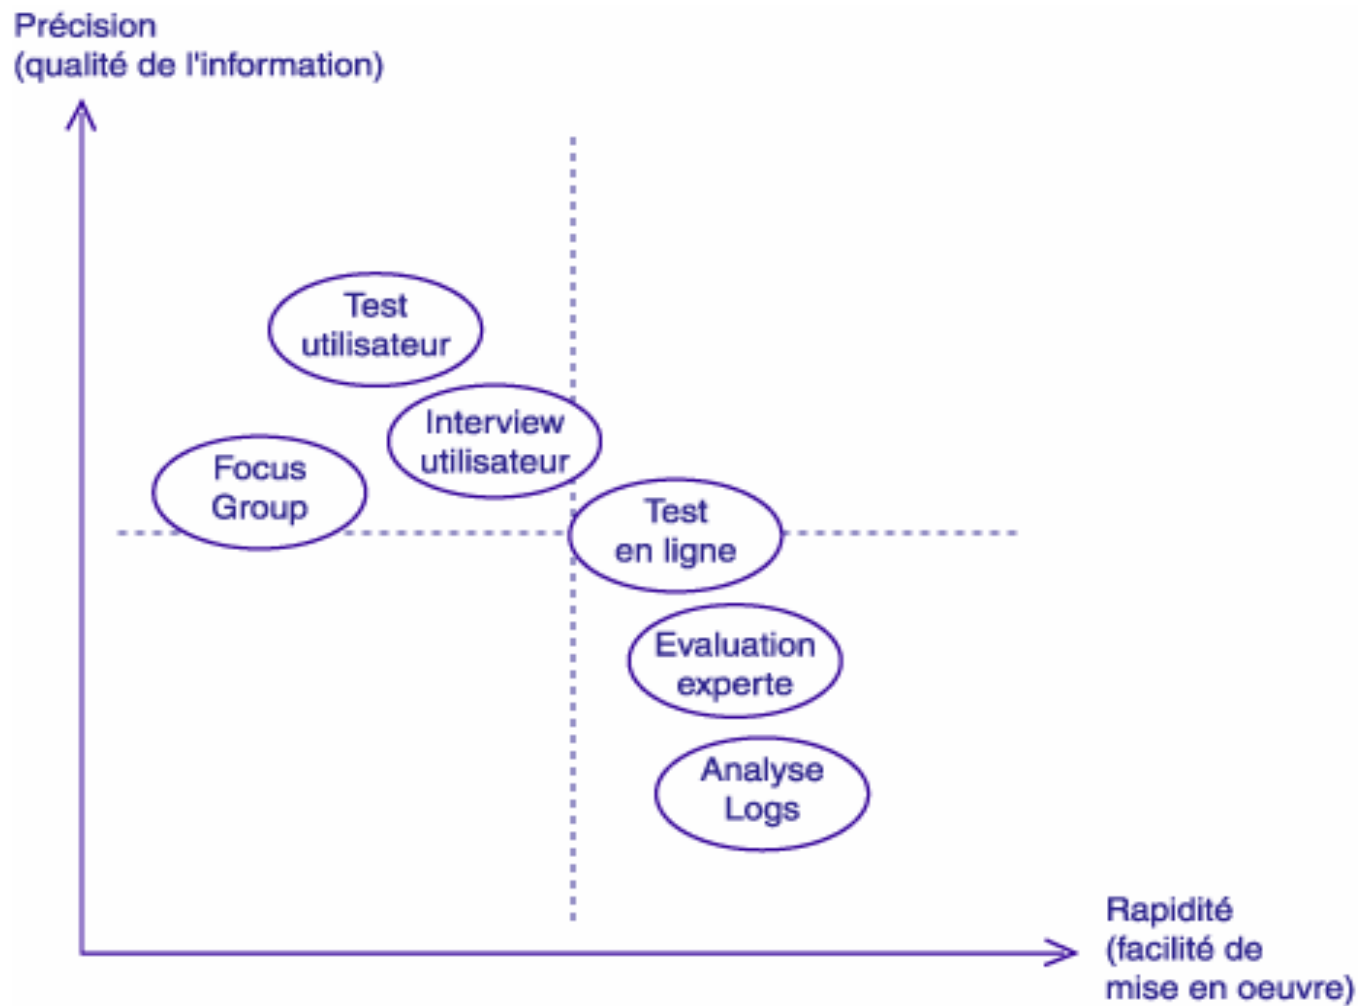 Précision
(qualité de l'information)
Test
utilisateur
Interview
utilisateur
Focus
Group
Test
en ligne
Evaluation
experte
Analyse
Logs
Rapidité
(facilité de
mise en oeuvre)